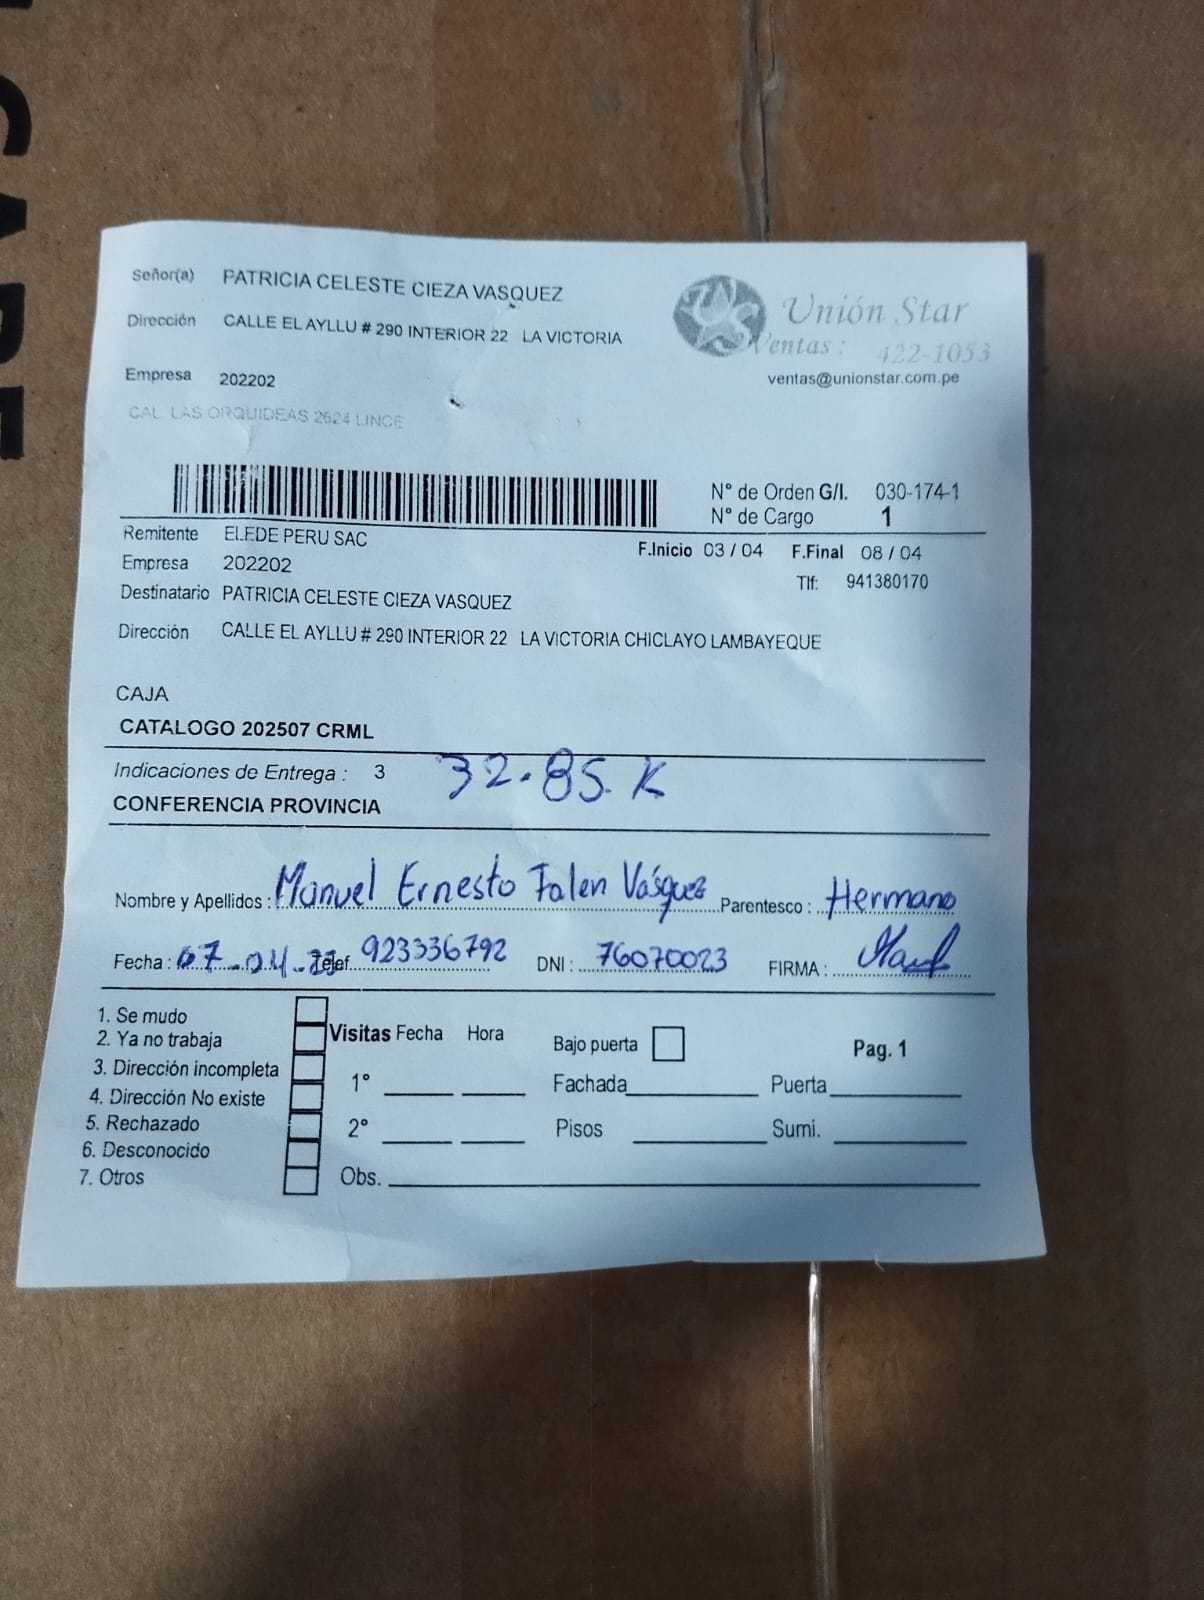 Señor(a) PATRICIA CELESTE CIEZA VASQUEZ
Dirección CALLE EL AYLLU # 290 INTERIOR 22 LA VICTORIA
Empresa 202202
CAL. LAS ORQUIDEAS 2624 LINCE
US
Unión Star
Ventas : 422-1053
ventas@unionstar.com.pe
N° de Orden G/I. 030-174-1
N° de Cargo 1
Remitente ELEDE PERU SAC
F.Inicio 03 / 04 F.Final 08 / 04
Empresa 202202
Tlf: 941380170
Destinatario PATRICIA CELESTE CIEZA VASQUEZ
Dirección CALLE EL AYLLU # 290 INTERIOR 22 LA VICTORIA CHICLAYO LAMBAYEQUE
CAJA
CATALOGO 202507 CRML
Indicaciones de Entrega : 3 32.85. K
CONFERENCIA PROVINCIA
Nombre y Apellidos : Manuel Ernesto Falen Vásquez Parentesco : Hermano
Fecha : 07-04- Telef. 923336792 DNI : 76070023 FIRMA :
1. Se mudo
2. Ya no trabaja
3. Dirección incompleta
4. Dirección No existe
5. Rechazado
6. Desconocido
7. Otros
Visitas Fecha Hora
1°
2°
Obs.
Bajo puerta
Fachada
Pisos
Pag. 1
Puerta
Sumi.